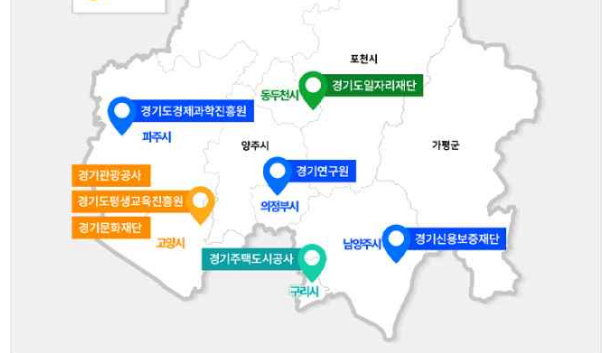 포천시
동두천시
경기도일자리재단
경기도경제과학진흥원
파주시
양주시
가평군
경기연구원
의정부시
경기관광공사
경기도평생교육진흥원
경기문화재단
고양시
남양주시
경기신용보증재단
경기주택도시공사
구리시